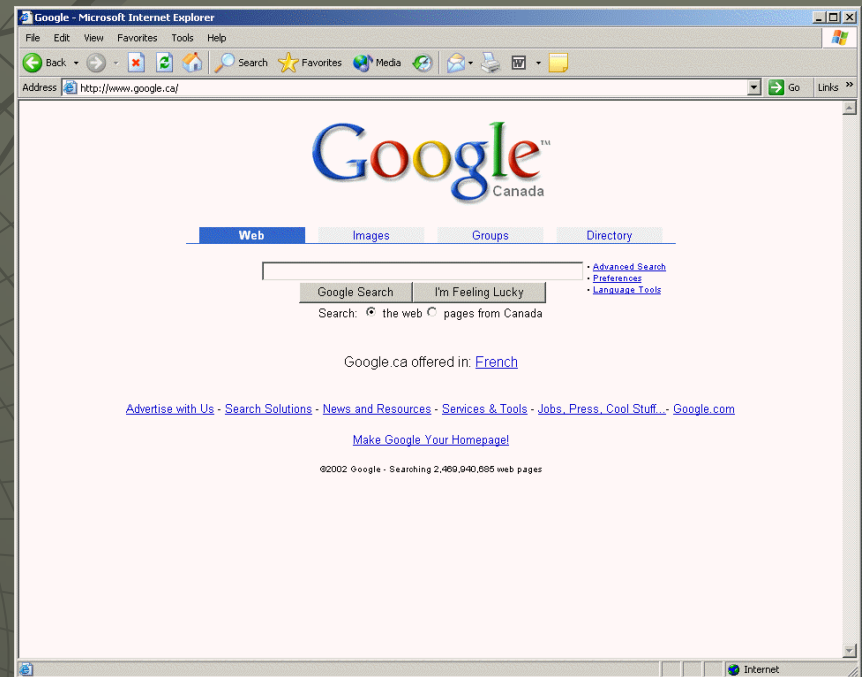 Google - Microsoft Internet Explorer
File Edit View Favorites Tools Help
Back Search Favorites Media
Address http://www.google.ca/ Go Links »
Google™
Canada
Web Images Groups Directory
• Advanced Search
• Preferences
• Language Tools
Google Search I'm Feeling Lucky
Search: the web pages from Canada
Google.ca offered in: French
Advertise with Us - Search Solutions - News and Resources - Services & Tools - Jobs, Press, Cool Stuff...- Google.com
Make Google Your Homepage!
©2002 Google - Searching 2,469,940,685 web pages
Internet